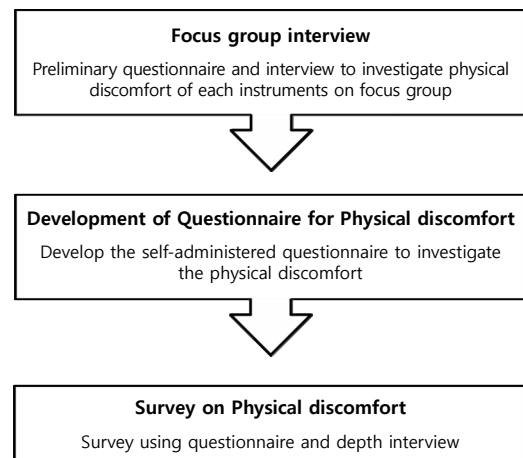 Focus group interview
Preliminary questionnaire and interview to investigate physical
discomfort of each instruments on focus group
Development of Questionnaire for Physical discomfort
Develop the self-administered questionnaire to investigate
the physical discomfort
Survey on Physical discomfort
Survey using questionnaire and depth interview